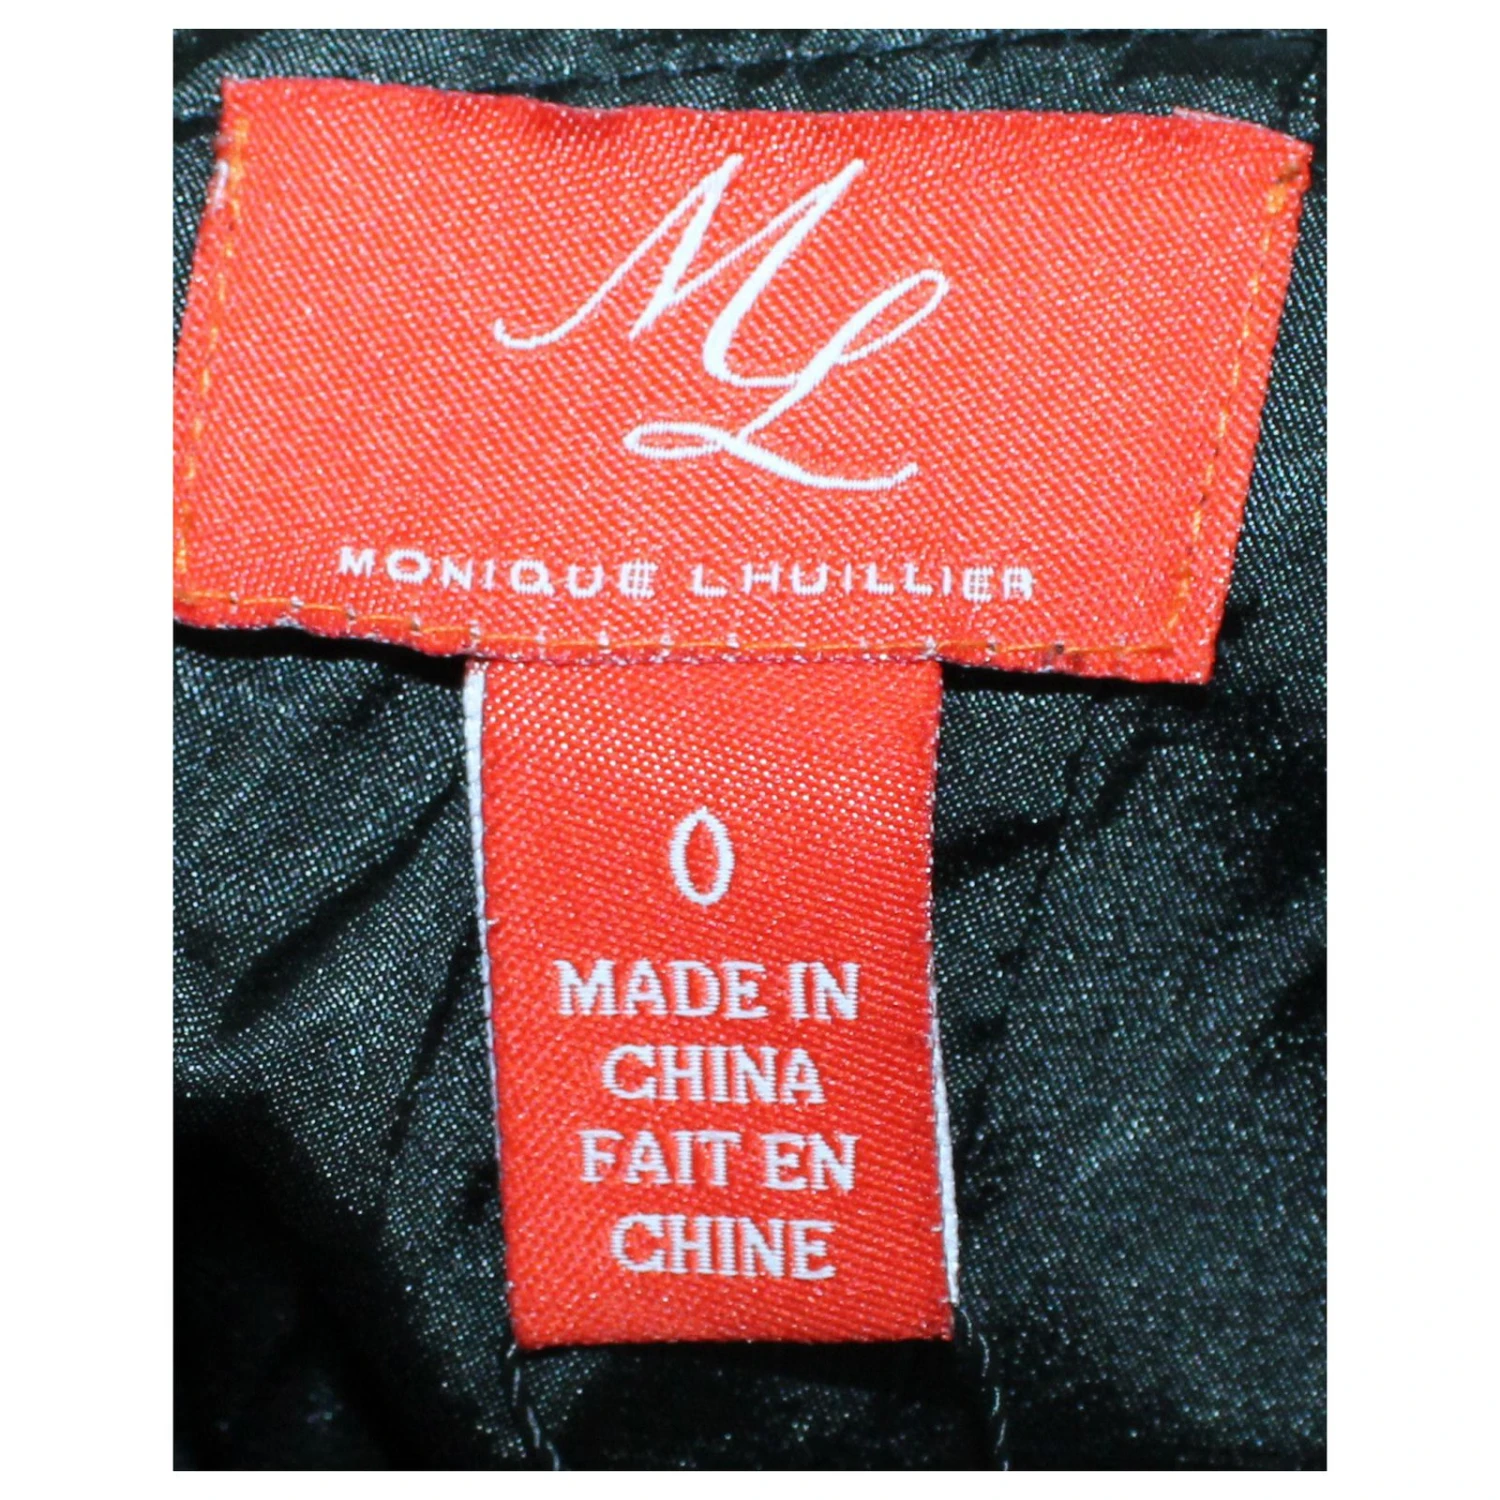 ML
MONIQUE LHUILLIER
0
MADE IN
CHINA
FAIT EN
CHINE